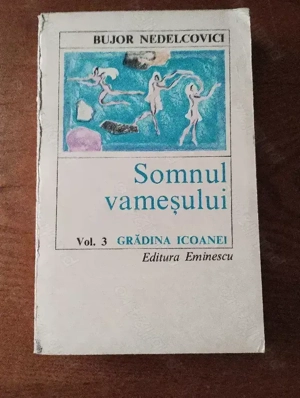 BUJOR NEDELCOVICI
Somnul
vameșului
Vol. 3 GRĂDINA ICOANEI
Editura Eminescu